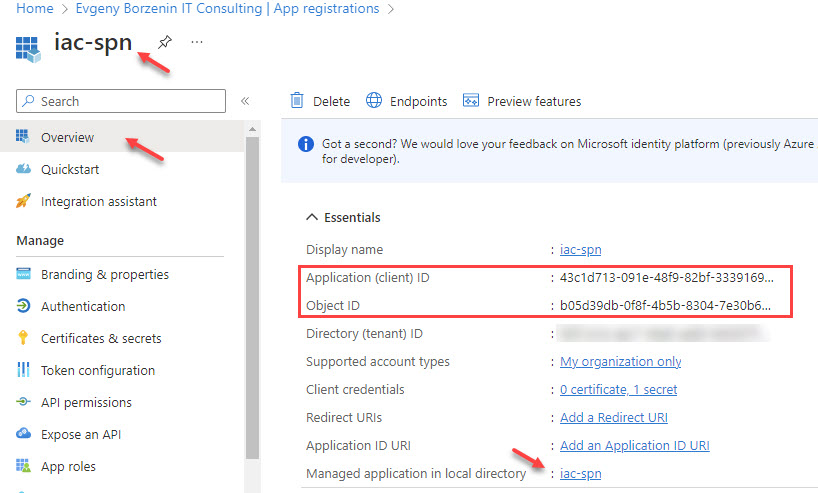 Home > Evgeny Borzenin IT Consulting | App registrations >
iac-spn ...
Search «
Overview
Quickstart
Integration assistant
Manage
Branding & properties
Authentication
Certificates & secrets
Token configuration
API permissions
Expose an API
App roles
Delete Endpoints Preview features
Got a second? We would love your feedback on Microsoft identity platform (previously Azure
for developer).
Essentials
Display name : iac-spn
Application (client) ID : 43c1d713-091e-48f9-82bf-3339169...
Object ID : b05d39db-0f8f-4b5b-8304-7e30b6...
Directory (tenant) ID :
Supported account types : My organization only
Client credentials : 0 certificate, 1 secret
Redirect URIs : Add a Redirect URI
Application ID URI : Add an Application ID URI
Managed application in local directory : iac-spn